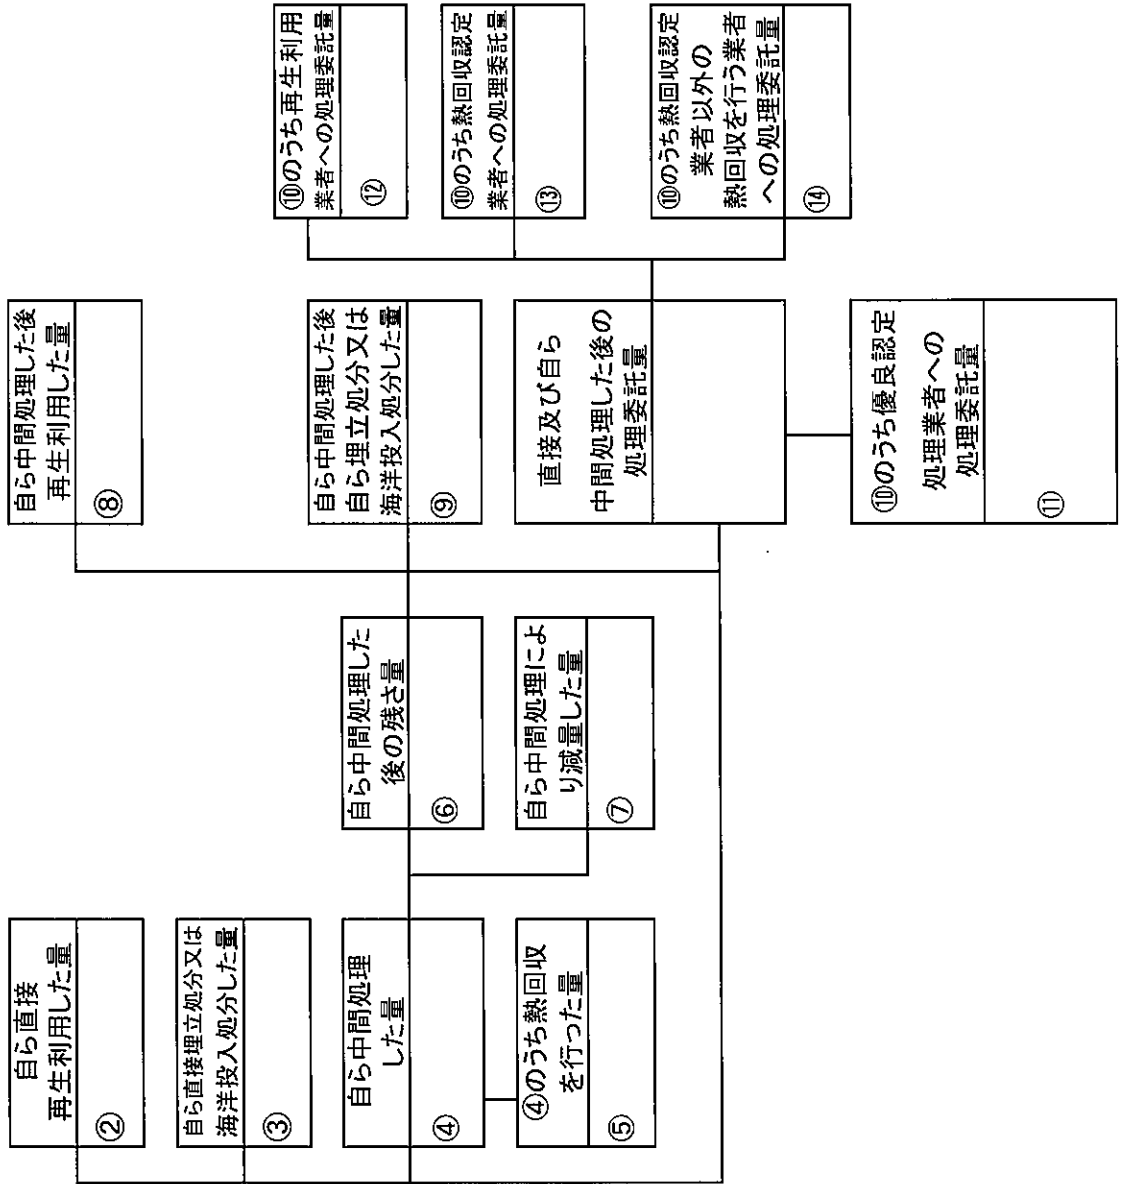 自ら直接
再生利用した量
②
自ら直接埋立処分又は
海洋投入処分した量
③
自ら中間処理
した量
④
④のうち熱回収
を行った量
⑤
自ら中間処理した
後の残さ量
⑥
自ら中間処理によ
り減量した量
⑦
自ら中間処理した後
再生利用した量
⑧
自ら中間処理した後
自ら埋立処分又は
海洋投入処分した量
⑨
直接及び自ら
中間処理した後の
処理委託量
⑩のうち優良認定
処理業者への
処理委託量
⑪
⑩のうち再生利用
業者への処理委託量
⑫
⑩のうち熱回収認定
業者への処理委託量
⑬
⑩のうち熱回収認定
業者以外の
熱回収を行う業者
への処理委託量
⑭